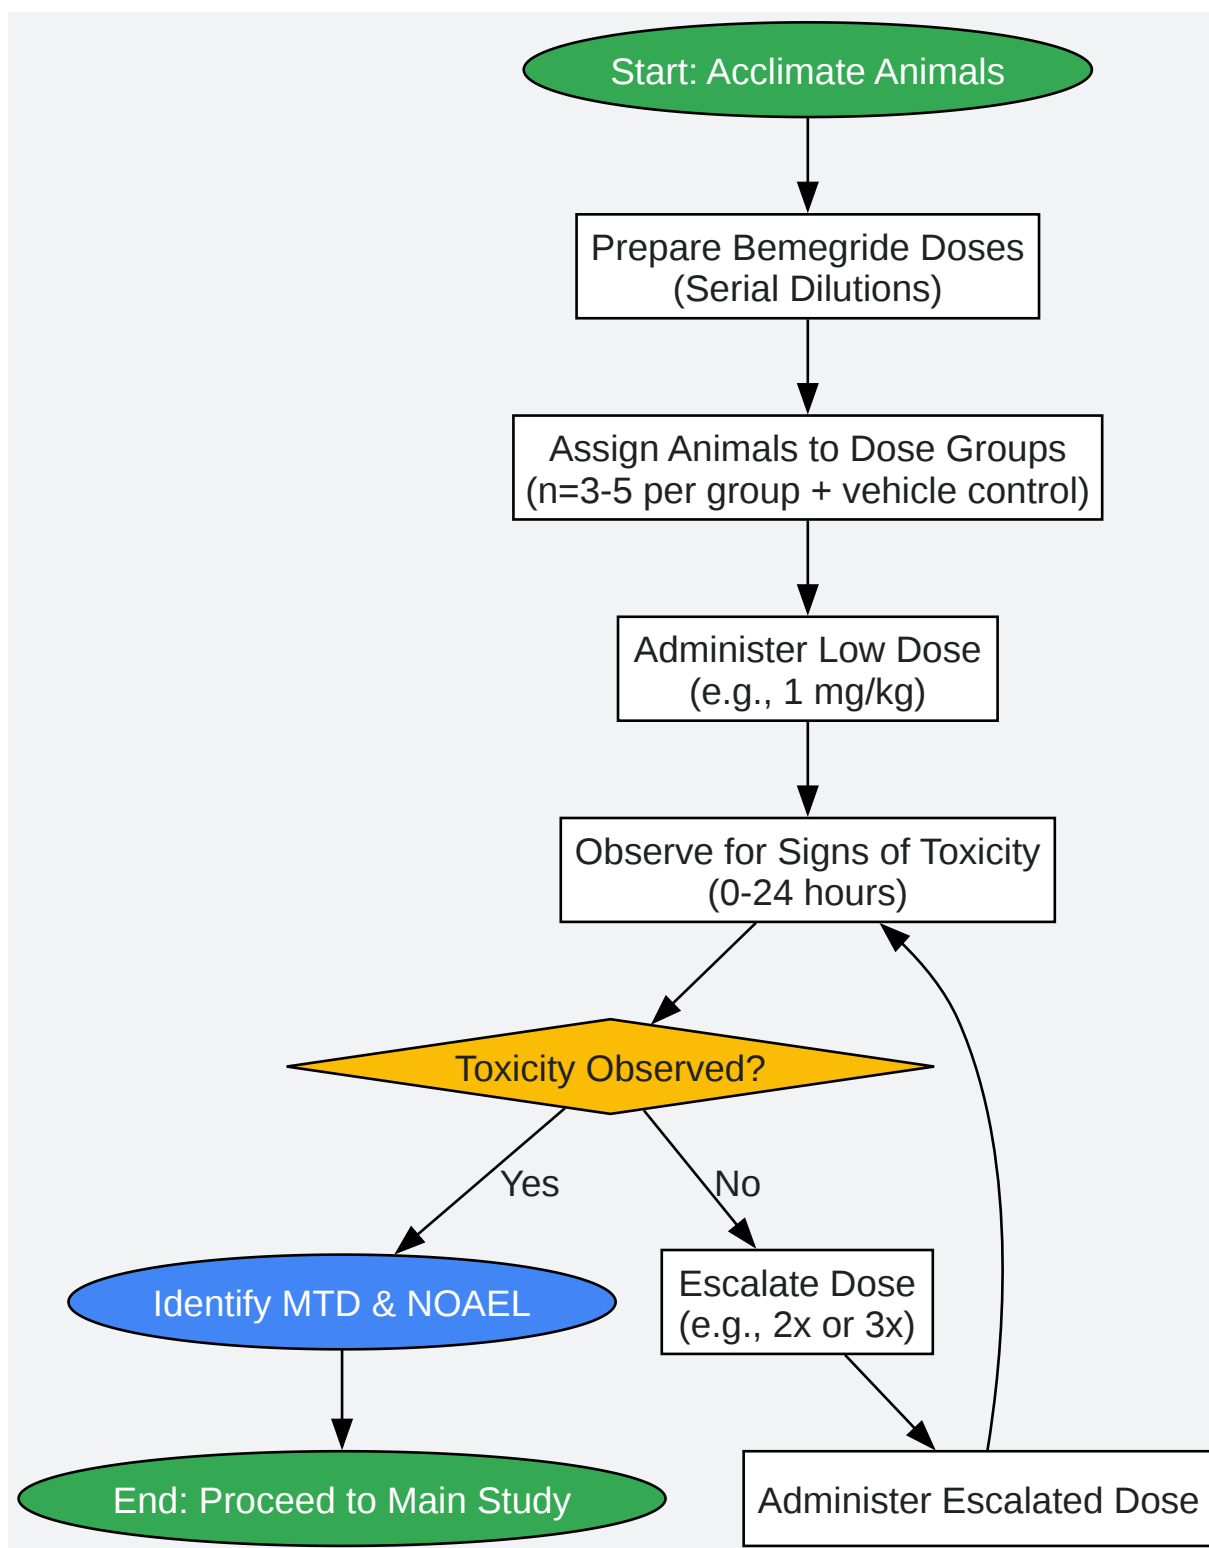 Start: Acclimate Animals
Prepare Bemegride Doses
(Serial Dilutions)
Assign Animals to Dose Groups
(n=3-5 per group + vehicle control)
Administer Low Dose
(e.g., 1 mg/kg)
Observe for Signs of Toxicity
(0-24 hours)
Toxicity Observed?
Yes
No
Identify MTD & NOAEL
Escalate Dose
(e.g., 2x or 3x)
End: Proceed to Main Study
Administer Escalated Dose